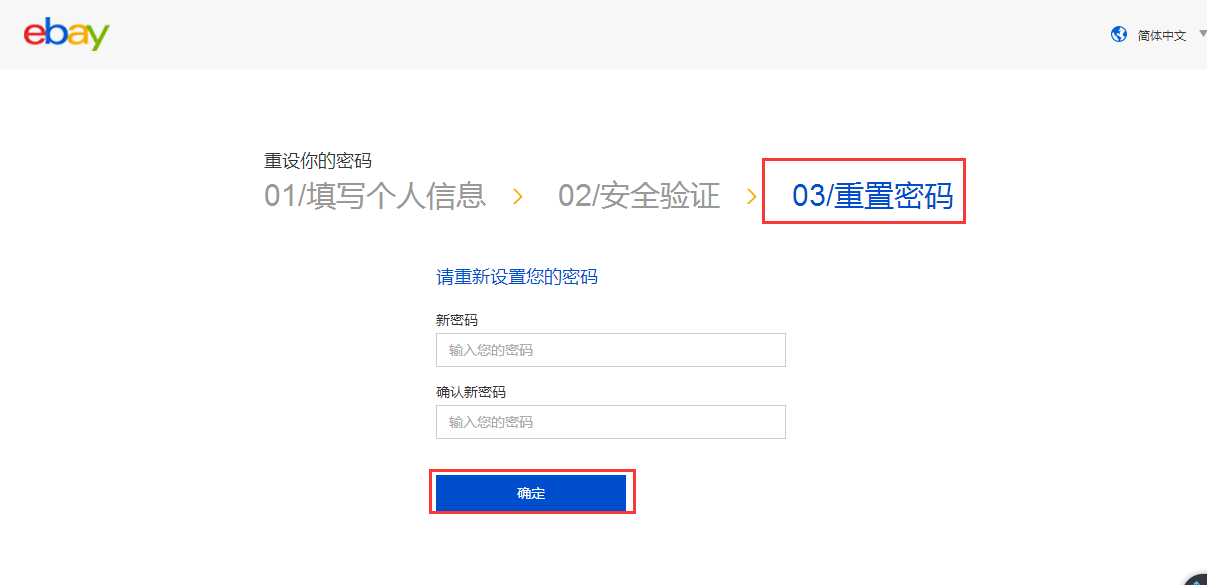 ebay
简体中文
重设你的密码
01/填写个人信息 > 02/安全验证 > 03/重置密码
请重新设置您的密码
新密码
输入您的密码
确认新密码
输入您的密码
确定